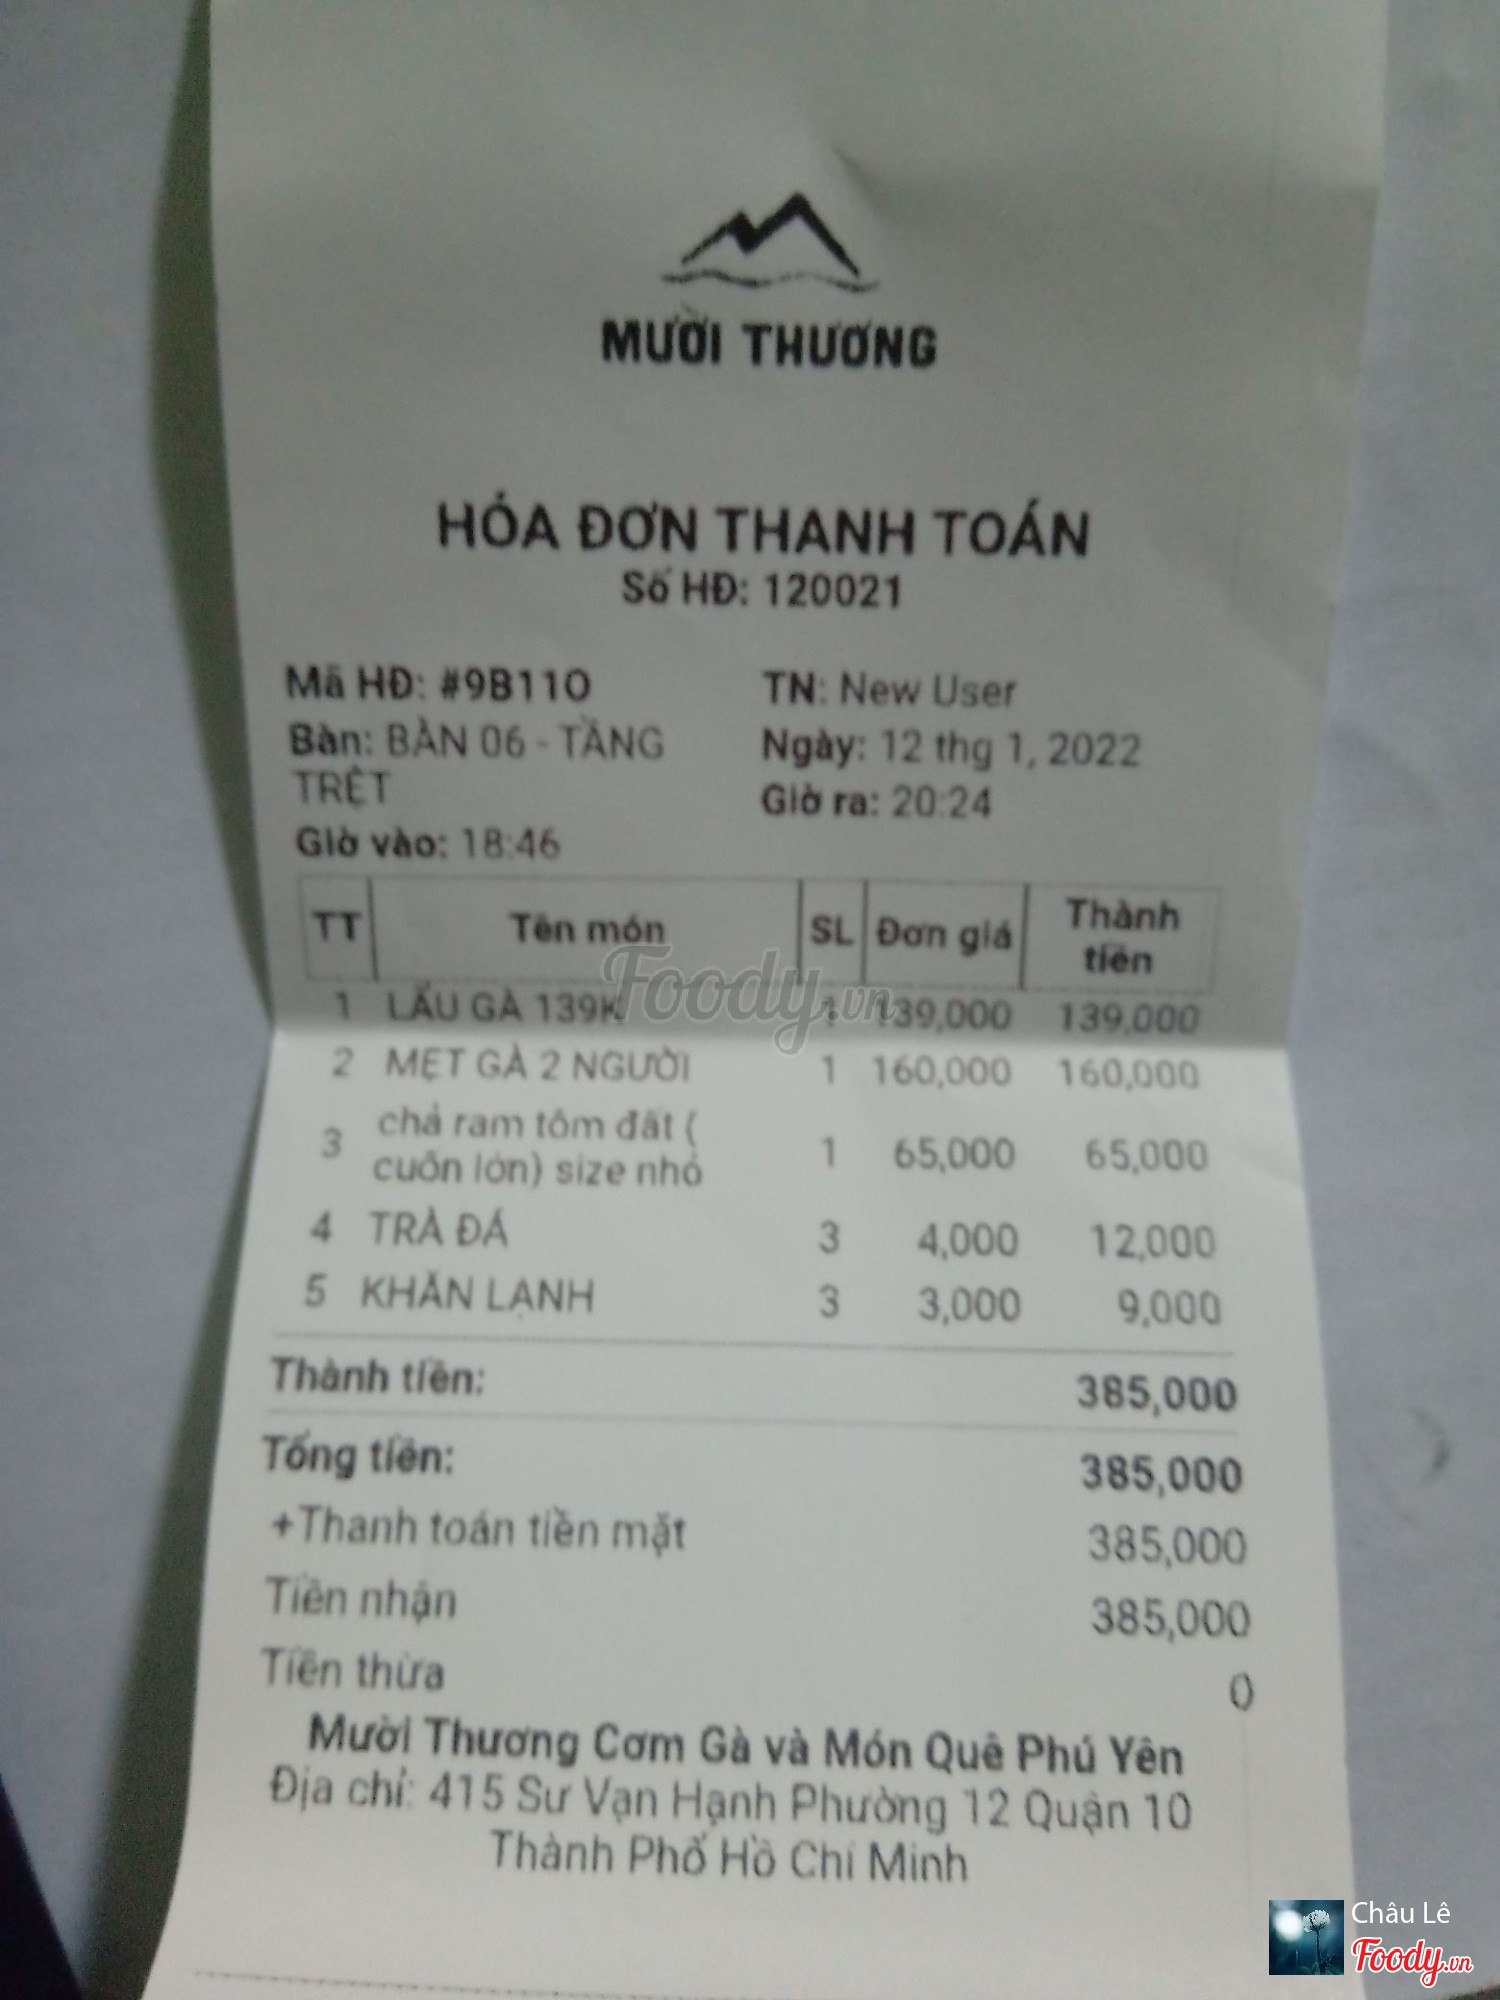 MƯỜI THƯƠNG
HÓA ĐƠN THANH TOÁN
Số HĐ: 120021
Mã HĐ: #9B11O
Bàn: BÀN 06 - TẦNG
TRỆT
Giờ vào: 18:46
TN: New User
Ngày: 12 thg 1, 2022
Giờ ra: 20:24
TT Tên món SL Đơn giá Thành
tiền
1 LẨU GÀ 139K 1 139,000 139,000
2 MẸT GÀ 2 NGƯỜI 1 160,000 160,000
3 chả ram tôm đất (
cuốn lớn) size nhỏ 1 65,000 65,000
4 TRÀ ĐÁ 3 4,000 12,000
5 KHĂN LẠNH 3 3,000 9,000
Thành tiền: 385,000
Tổng tiền: 385,000
+Thanh toán tiền mặt 385,000
Tiền nhận 385,000
Tiền thừa 0
Mười Thương Cơm Gà và Món Quê Phú Yên
Địa chỉ: 415 Sư Vạn Hạnh Phường 12 Quận 10
Thành Phố Hồ Chí Minh
Foody.vn
Châu Lê
Foody.vn